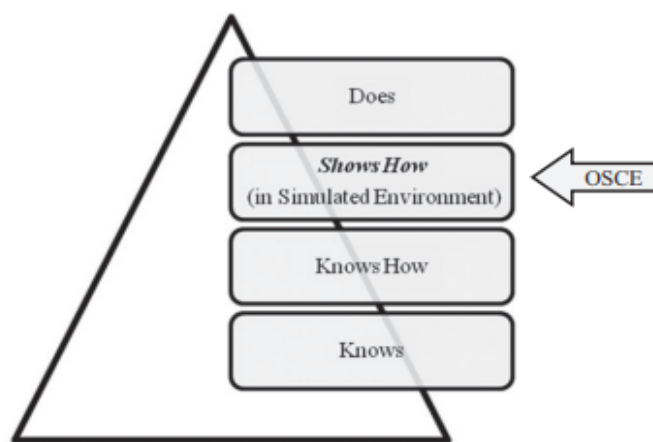 Does
Shows How
(in Simulated Environment)
OSCE
Knows How
Knows